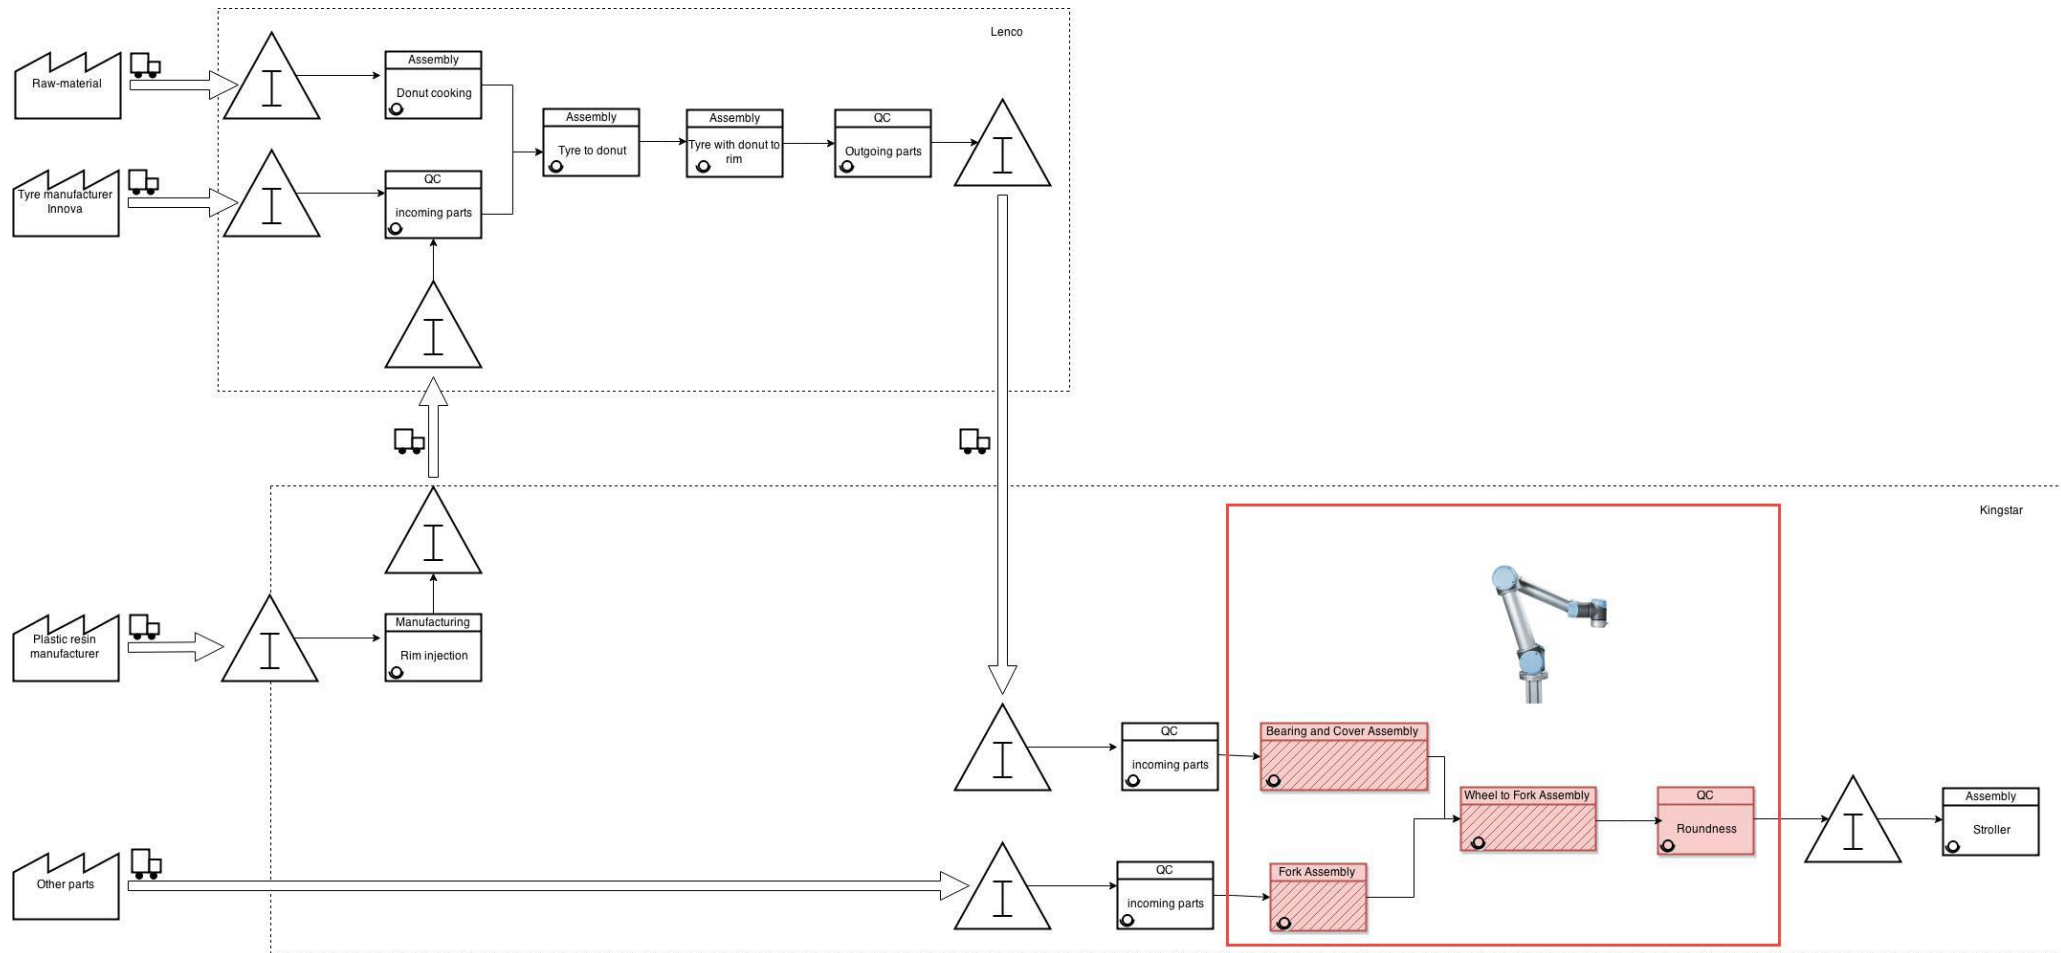 Lenco
Raw-material
I
Assembly
Donut cooking
Assembly
Tyre to donut
Assembly
Tyre with donut to
rim
QC
Outgoing parts
I
Tyre manufacturer
Innova
I
QC
incoming parts
I
Kingstar
I
Plastic resin
manufacturer
I
Manufacturing
Rim injection
I
QC
incoming parts
Bearing and Cover Assembly
Wheel to Fork Assembly
QC
Roundness
I
Assembly
Stroller
Other parts
I
QC
incoming parts
Fork Assembly